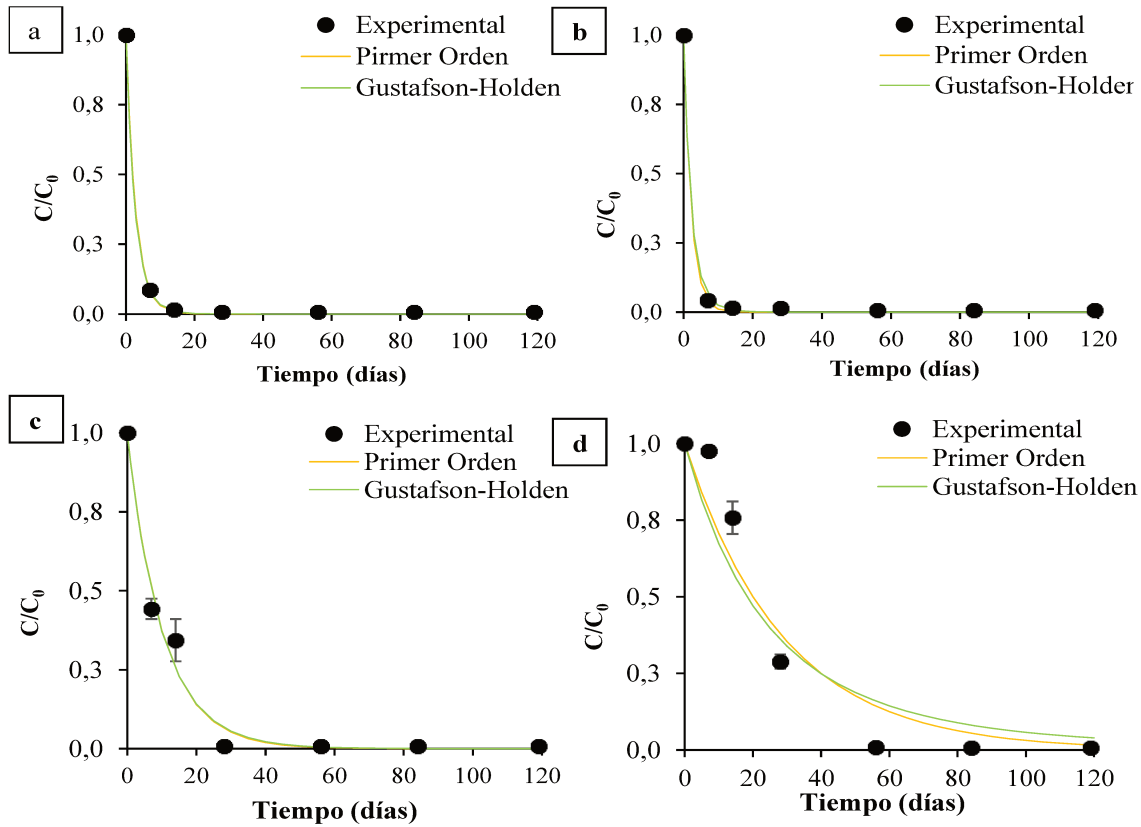 a
Experimental
Pirmer Orden
Gustafson-Holden
1,0
0,8
0,5
0,3
0,0
C/C0
0 20 40 60 80 100 120
Tiempo (días)
b
Experimental
Primer Orden
Gustafson-Holden
1,0
0,8
0,5
0,3
0,0
C/C0
0 20 40 60 80 100 120
Tiempo (días)
c
Experimental
Primer Orden
Gustafson-Holden
1,0
0,8
0,5
0,3
0,0
C/C0
0 20 40 60 80 100 120
Tiempo (días)
d
Experimental
Primer Orden
Gustafson-Holden
1,0
0,8
0,5
0,3
0,0
C/C0
0 20 40 60 80 100 120
Tiempo (días)